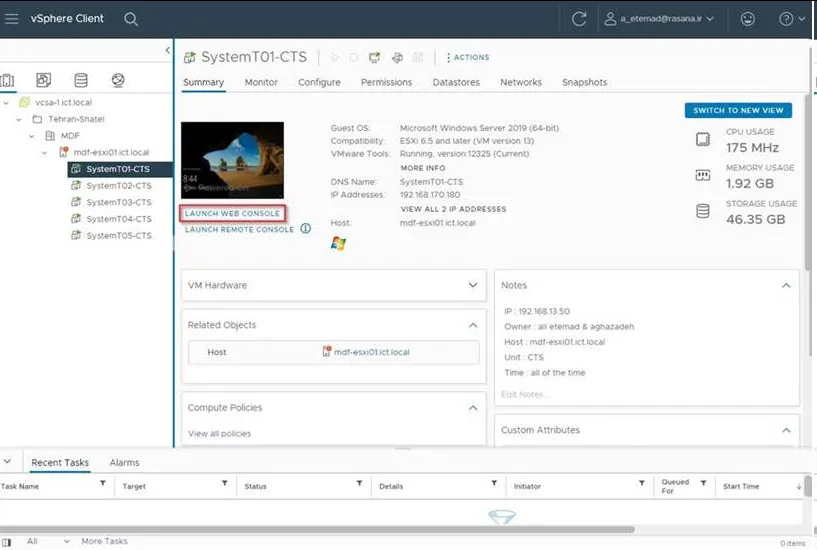 vSphere Client
a_etemad@rasana.ir
SystemT01-CTS
ACTIONS
Summary Monitor Configure Permissions Datastores Networks Snapshots
vcsa-1.ict.local
Tehran-Shatel
MDF
mdf-esxi01.ict.local
SystemT01-CTS
SystemT02-CTS
SystemT03-CTS
SystemT04-CTS
SystemT05-CTS
SWITCH TO NEW VIEW
8:44
Powered On
LAUNCH WEB CONSOLE
LAUNCH REMOTE CONSOLE
Guest OS: Microsoft Windows Server 2019 (64-bit)
Compatibility: ESXi 6.5 and later (VM version 13)
VMware Tools: Running, version:12325 (Current)
MORE INFO
DNS Name: SystemT01-CTS
IP Addresses: 192.168.170.180
VIEW ALL 2 IP ADDRESSES
Host: mdf-esxi01.ict.local
CPU USAGE
175 MHz
MEMORY USAGE
1.92 GB
STORAGE USAGE
46.35 GB
VM Hardware
Related Objects
Host mdf-esxi01.ict.local
Compute Policies
View all policies
Notes
IP : 192.168.13.50
Owner : ali etemad & aghazadeh
Host : mdf-esxi01.ict.local
Unit : CTS
Time : all of the time
Edit Notes...
Custom Attributes
Recent Tasks Alarms
Task Name Target Status Details Initiator Queued For Start Time
All More Tasks
0 items